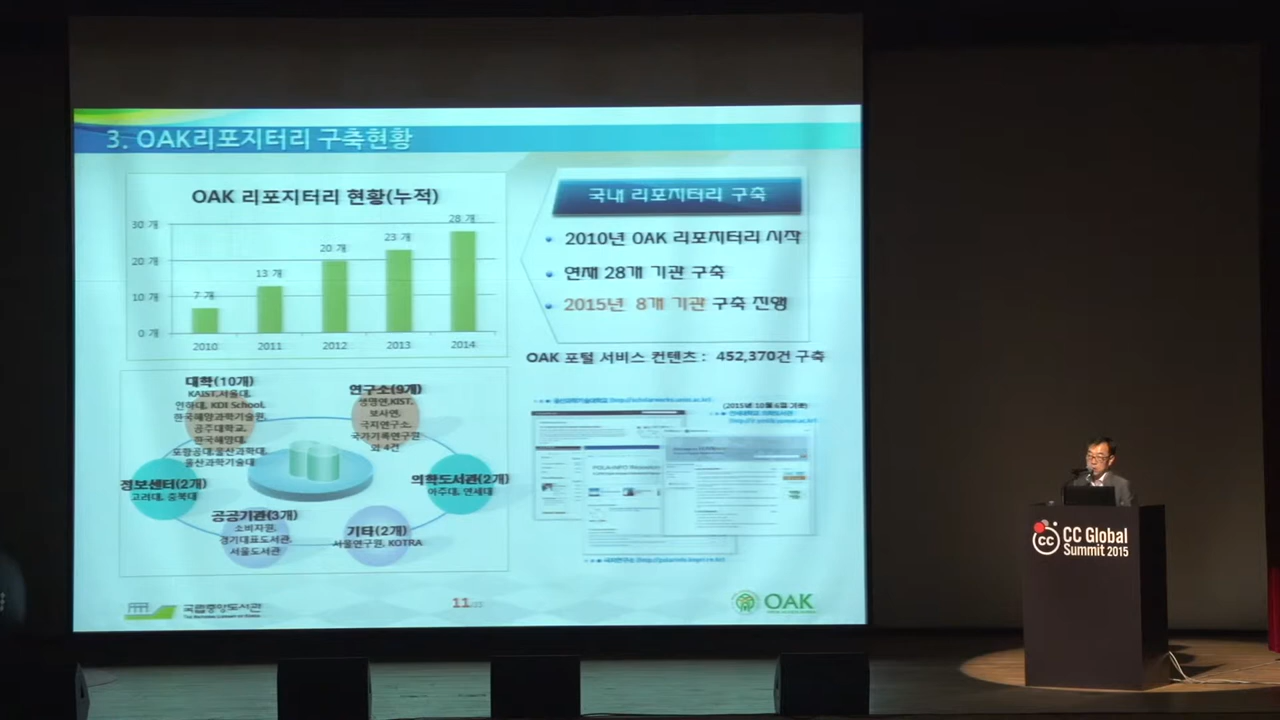 3. OAK리포지터리 구축현황
OAK 리포지터리 현황(누적)
30 개
20 개
10 개
0 개
7 개
13 개
20 개
23 개
28 개
2010
2011
2012
2013
2014
국내 리포지터리 구축
• 2010년 OAK 리포지터리 시작
• 현재 28개 기관 구축
• 2015년 8개 기관 구축 진행
OAK 포털 서비스 컨텐츠 : 452,370건 구축
대학(10개)
KAIST,서울대,
인하대, KDI School,
한국해양과학기술원,
공주대학교,
한국해양대,
포항공대,울산과학대,
울산과학기술대
연구소(9개)
생명연,KIST,
보사연,
극지연구소,
국가기록연구원
외 4건
정보센터(2개)
고려대, 충북대
의학도서관(2개)
아주대, 연세대
공공기관(3개)
소비자원,
경기대표도서관,
서울도서관
기타(2개)
서울연구원, KOTRA
국립중앙도서관
The National Library of Korea
11
OAK
cc
CC Global
Summit 2015